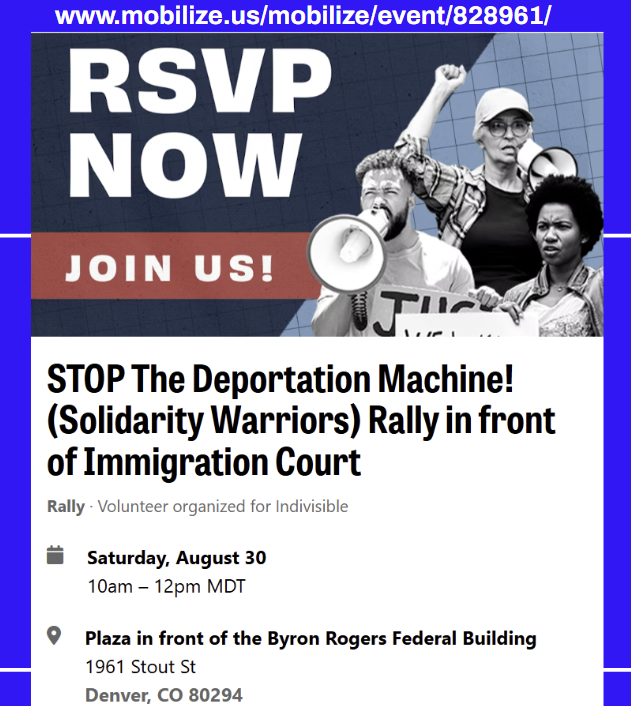 www.mobilize.us/mobilize/event/828961/
RSVP
NOW
JOIN US!
STOP The Deportation Machine!
(Solidarity Warriors) Rally in front
of Immigration Court
Rally · Volunteer organized for Indivisible
Saturday, August 30
10am – 12pm MDT
Plaza in front of the Byron Rogers Federal Building
1961 Stout St
Denver, CO 80294